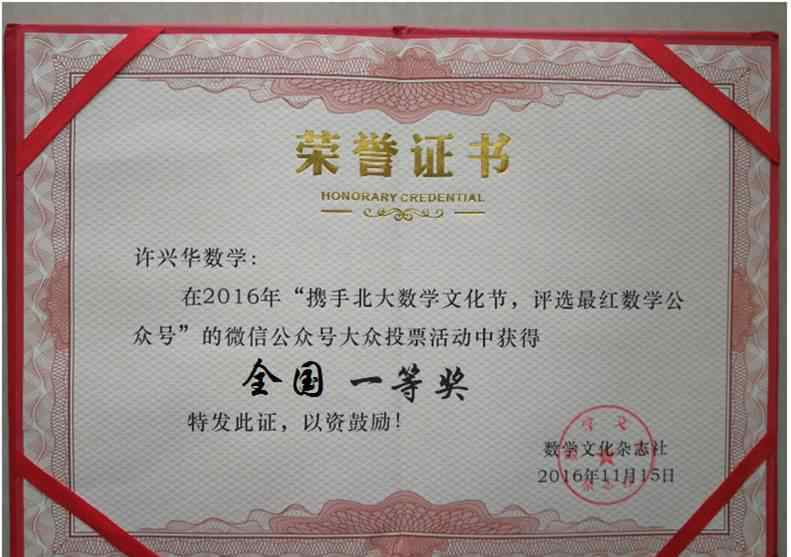 荣誉证书
HONORARY CREDENTIAL
许兴华数学：
在2016年“携手北大数学文化节，评选最红数学公
众号”的微信公众号大众投票活动中获得
全国 一等奖
特发此证，以资鼓励！
数学文化杂志社
2016年11月15日